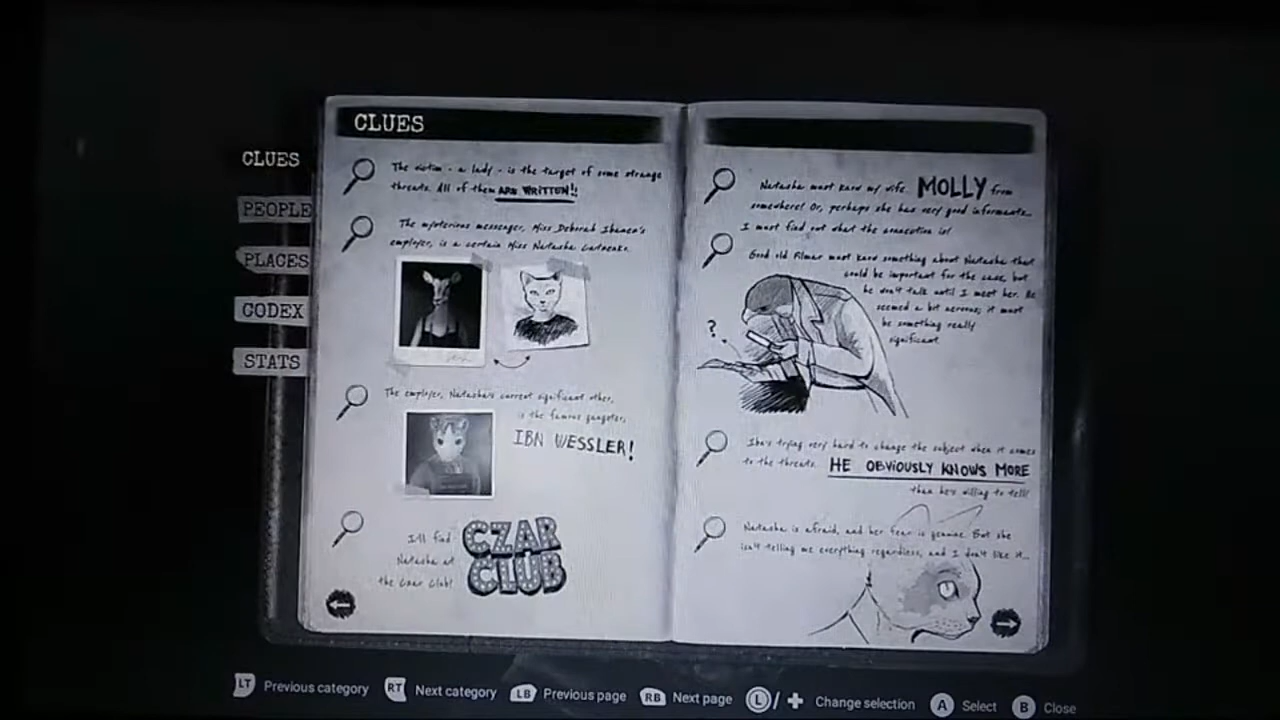 CLUES
CLUES
PEOPLE
PLACES
CODEX
STATS
The victim - a lady - is the target of some strange
threats. All of them ARE WRITTEN!!
The mysterious messenger, Miss Deborah Ibanez's
employer, is a certain Miss Natasha
The employer, Natasha's current significant other,
is the famous gangster,
IBN WESSLER!
I'll find
Natasha at
the Czar Club!
CZAR
CLUB
Natasha must know my wife MOLLY from
somewhere! Or, perhaps she has very good informants...
I must find out what the connection is!
Good old Filmar must know something about Natasha that
could be important for the case, but
he don't talk until I meet her. He
seemed a bit nervous; it must
be something really
significant
?
Ibn's trying very hard to change the subject when it comes
to the threats. HE OBVIOUSLY KNOWS MORE
than he's willing to tell!
Natasha is afraid, and her fear is genuine. But she
isn't telling me everything regardless, and I don't like it...
LT Previous category RT Next category LB Previous page RB Next page L / Change selection A Select B Close